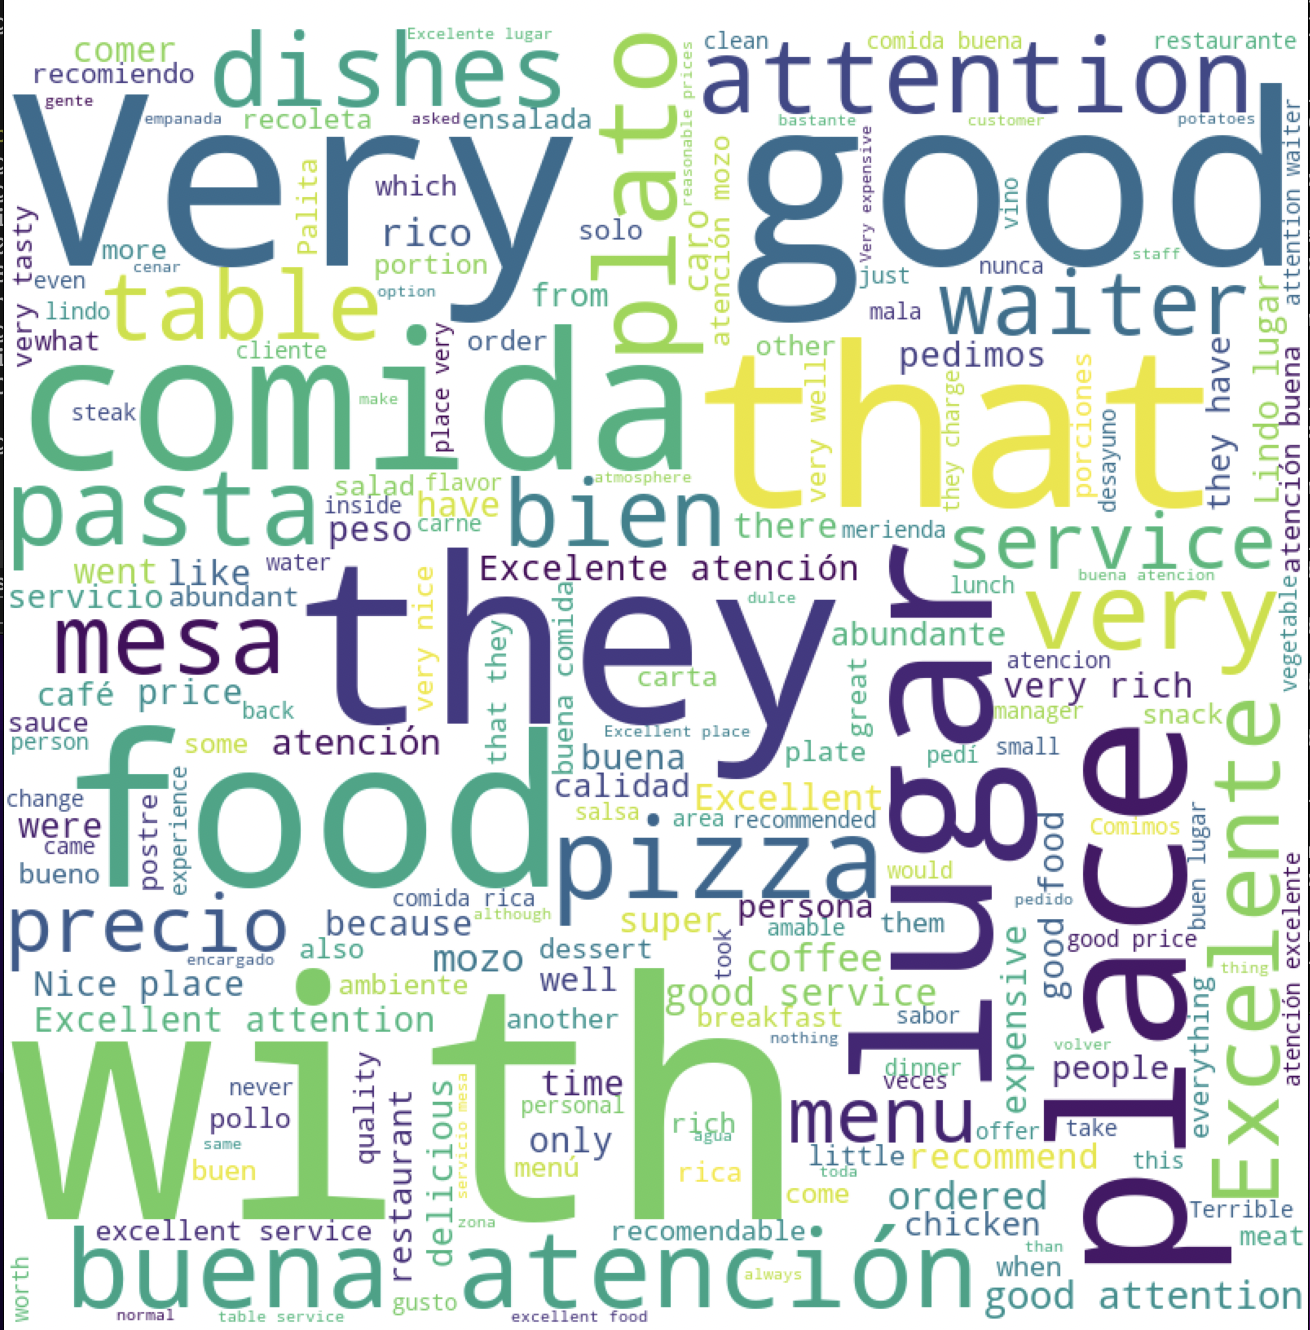 Excelente lugar
comer
dishes
plato
clean
comida buena
restaurante
recomiendo
attention
gente
Very good
reasonable prices
empanada
recoleta
asked
ensalada
bastante
customer
potatoes
attention waiter
Palita
which
atención mozo
Very expensive
vino
very tasty
rico
solo
caro
more
portion
cenar
even
from
just
nunca
staff
lindo
table
option
mala
waiter
Lindo lugar
what
cliente
place very
order
other
pedimos
they have
atención buena
comida
that
steak
make
very well
they charge
porciones
desayuno
pasta
salad
flavor
atmosphere
inside
have
bien
peso
carne
there
merienda
service
went
like
water
Excelente atención
lunch
buena atencion
servicio
abundant
very nice
they
dulce
very
vegetable
mesa
that they
buena comida
abundante
atencion
café
price
carta
great
lugar
very rich
back
manager
snack
sauce
person
some
atención
Excellent place
buena
plate
pedí
small
food
calidad
Excellent
place
Excelente
change
were
came
postre
experience
salsa
area
recommended
good food
Comimos
buen lugar
atención excelente
bueno
pizza
would
comida rica
precio
because
although
super
persona
amable
them
pedido
good price
encargado
also
mozo
dessert
took
coffee
expensive
thing
Nice place
ambiente
well
good service
everything
Excellent attention
with
another
breakfast
sabor
nothing
volver
quality
dinner
people
never
time
veces
restaurant
delicious
servicio mesa
personal
menu
pollo
rich
agua
offer
take
same
only
little
recommend
this
buen
menú
rica
toda
come
ordered
Terrible
excellent service
zona
recomendable
chicken
meat
buena
atención
than
when
worth
always
gusto
good attention
normal
table service
excellent food